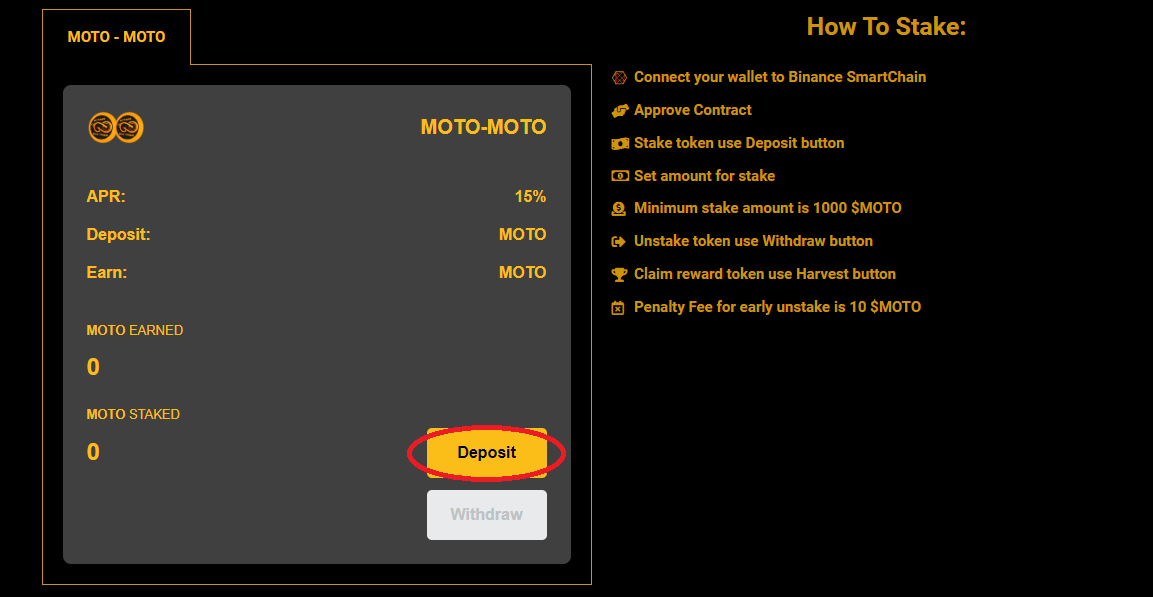 MOTO - MOTO
MOTO-MOTO
APR: 15%
Deposit: MOTO
Earn: MOTO
MOTO EARNED
0
MOTO STAKED
0
Deposit
Withdraw
How To Stake:
Connect your wallet to Binance SmartChain
Approve Contract
Stake token use Deposit button
Set amount for stake
Minimum stake amount is 1000 $MOTO
Unstake token use Withdraw button
Claim reward token use Harvest button
Penalty Fee for early unstake is 10 $MOTO